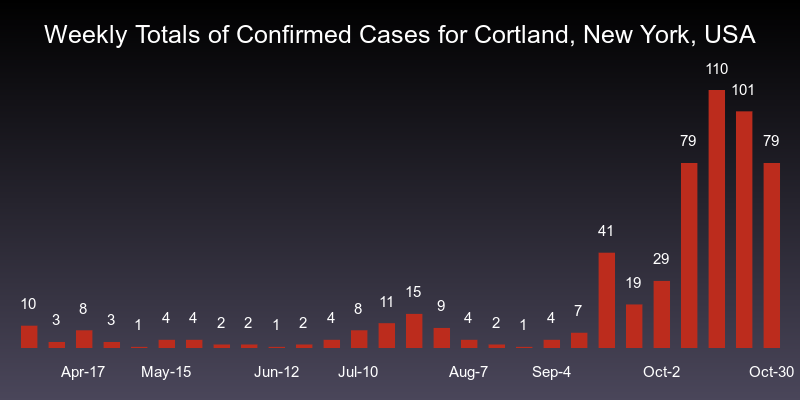 Weekly Totals of Confirmed Cases for Cortland, New York, USA
10 3 8 3 1 4 4 2 2 1 2 4 8 11 15 9 4 2 1 4 7 41 19 29 79 110 101 79
Apr-17 May-15 Jun-12 Jul-10 Aug-7 Sep-4 Oct-2 Oct-30